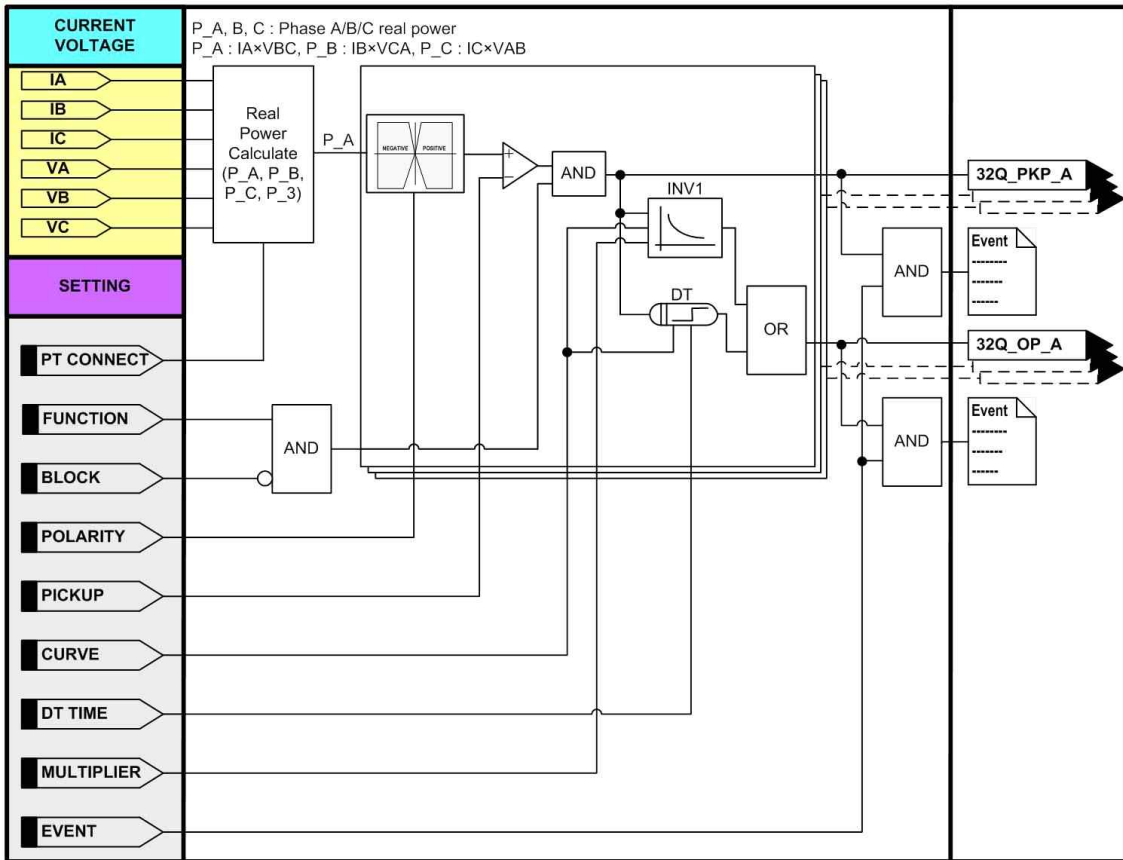 CURRENT
VOLTAGE
P_A, B, C : Phase A/B/C real power
P_A : IA×VBC, P_B : IB×VCA, P_C : IC×VAB
IA
IB
IC
VA
VB
VC
Real
Power
Calculate
(P_A, P_B,
P_C, P_3)
P_A
NEGATIVE
POSITIVE
+
−
AND
INV1
DT
OR
32Q_PKP_A
AND
Event
--------
-------
------
32Q_OP_A
AND
Event
--------
-------
------
SETTING
PT CONNECT
FUNCTION
AND
BLOCK
POLARITY
PICKUP
CURVE
DT TIME
MULTIPLIER
EVENT